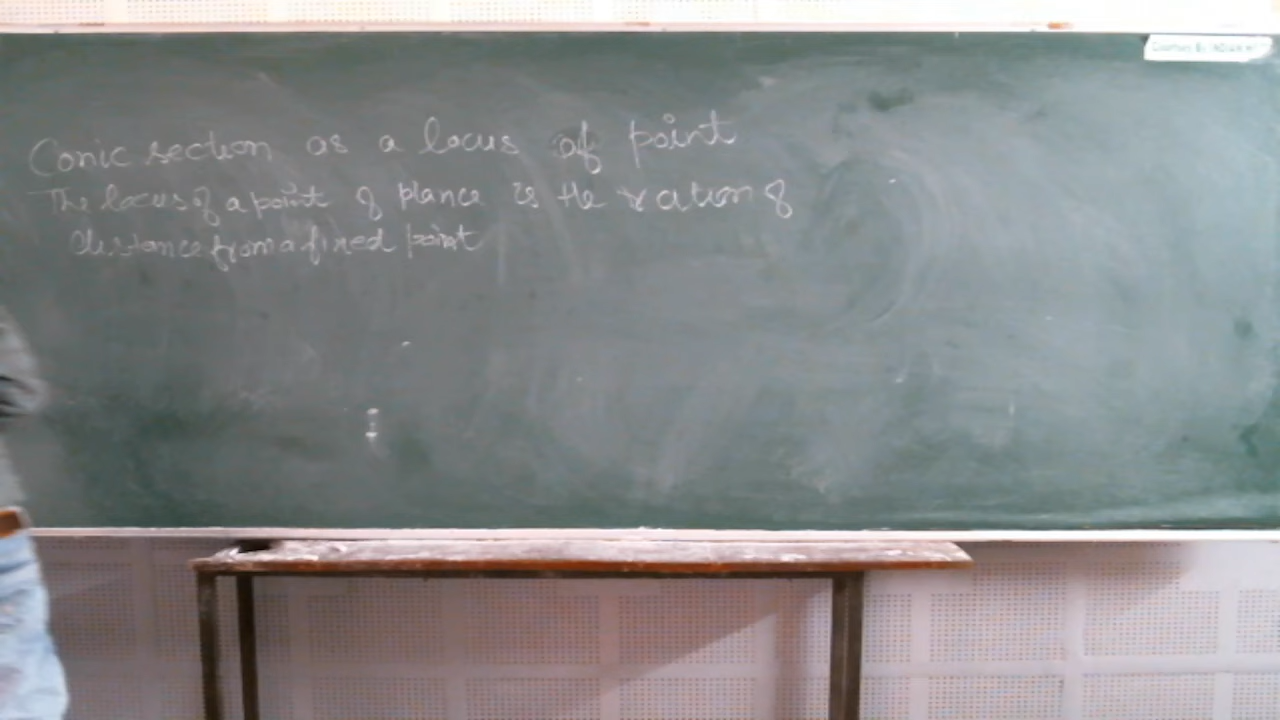 Conic section as a locus of point
The locus of a point of plance is the ration of
distance from a fixed point